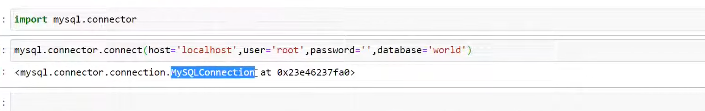 : import mysql.connector
: mysql.connector.connect(host='localhost',user='root',password='',database='world')
: <mysql.connector.connection.MySQLConnection at 0x23e46237fa0>
: